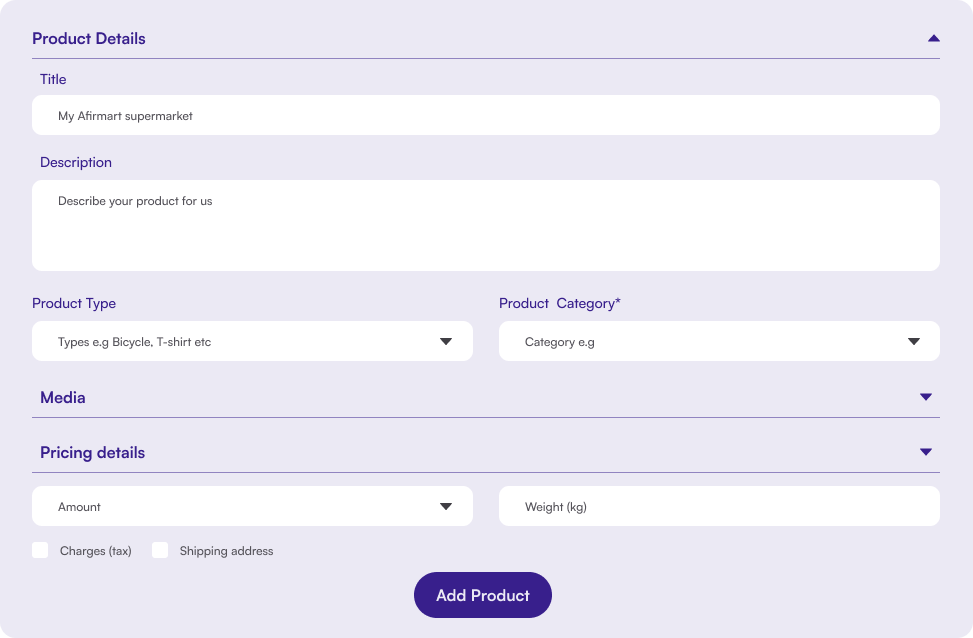 Product Details
Title
My Afirmart supermarket
Description
Describe your product for us
Product Type
Product Category*
Types e.g Bicycle, T-shirt etc
Category e.g
Media
Pricing details
Amount
Weight (kg)
Charges (tax)
Shipping address
Add Product